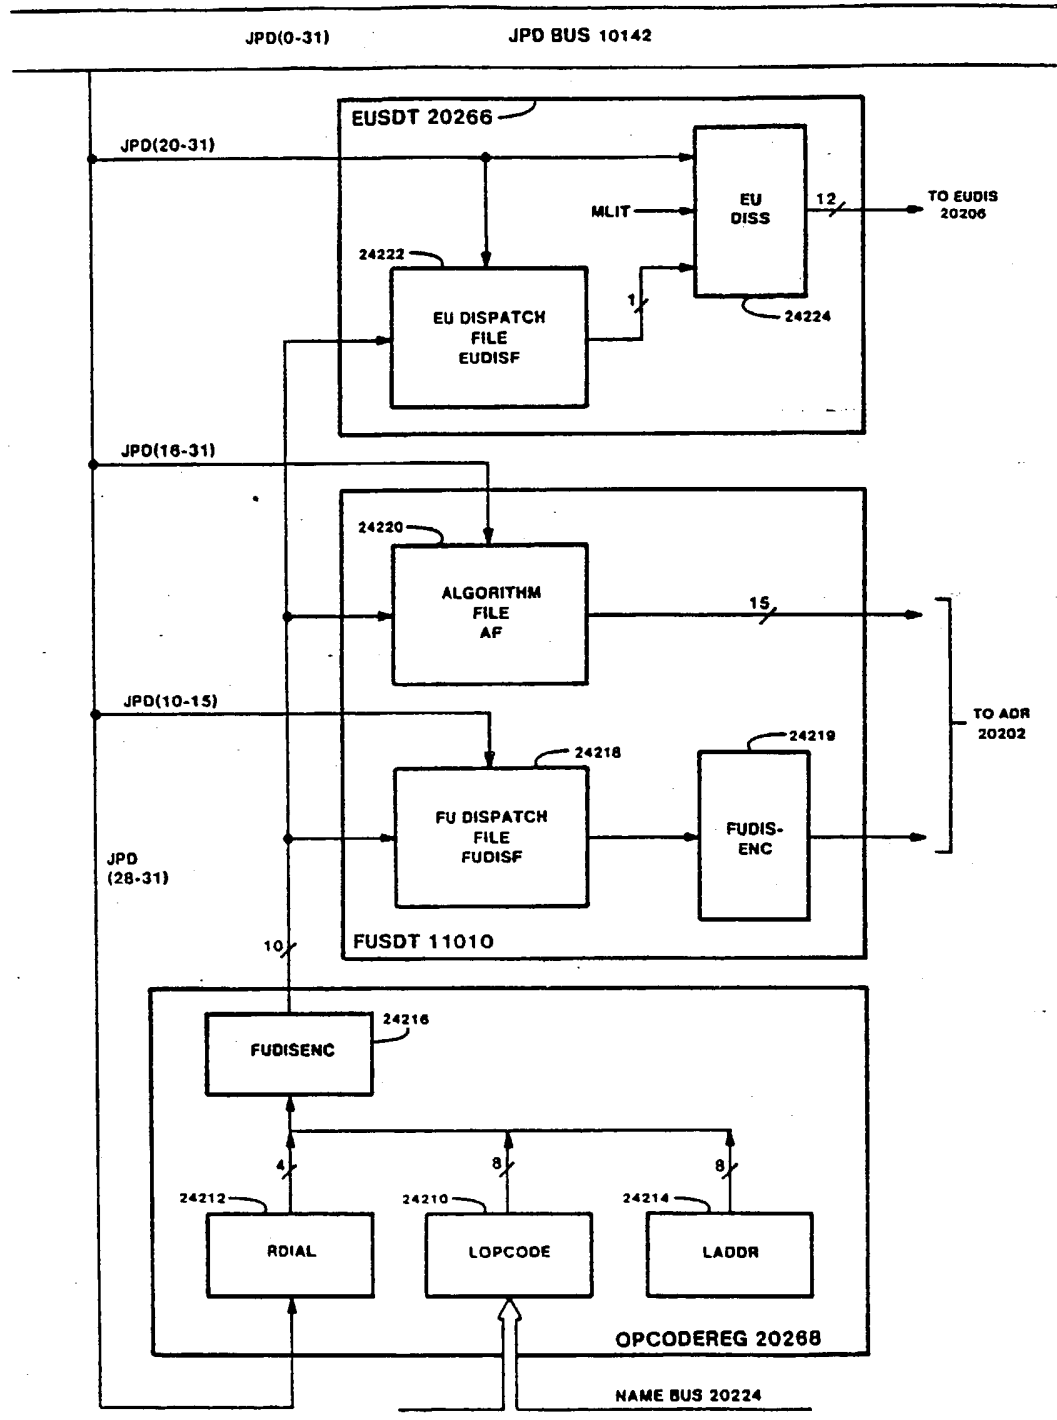 JPD(0-31) JPD BUS 10142
EUSDT 20266
JPD(20-31)
EU
DISS
MLIT
12
TO EUDIS
20206
24222
EU DISPATCH
FILE
EUDISF
1
24224
JPD(16-31)
24220
ALGORITHM
FILE
AF
15
JPD(10-15)
TO ADR
20202
24218
24219
FU DISPATCH
FILE
FUDISF
FUDIS-
ENC
JPD
(28-31)
FUSDT 11010
10
24216
FUDISENC
4
8
8
24212
24210
24214
RDIAL
LOPCODE
LADDR
OPCODEREG 20268
NAME BUS 20224